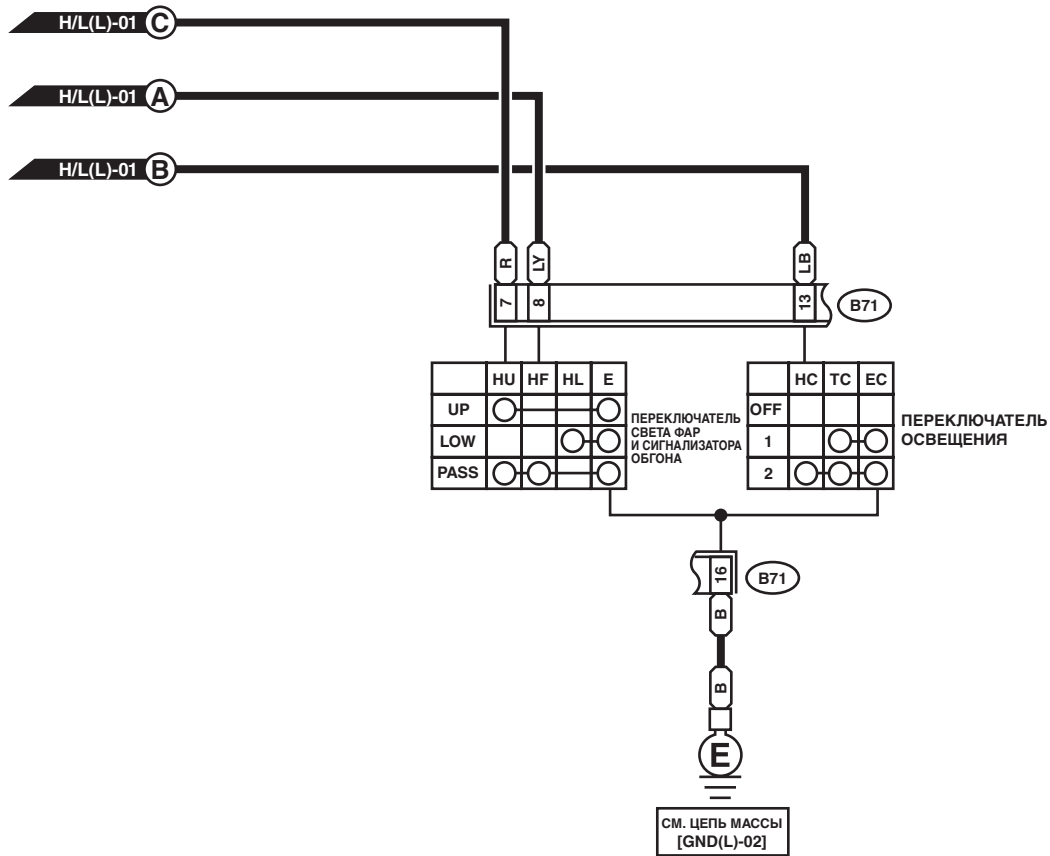 H/L(L)-01 C
H/L(L)-01 A
H/L(L)-01 B
R LY LB
7 8 13 B71
HU HF HL E
UP
LOW
PASS
ПЕРЕКЛЮЧАТЕЛЬ
СВЕТА ФАР
И СИГНАЛИЗАТОРА
ОБГОНА
HC TC EC
OFF
1
2
ПЕРЕКЛЮЧАТЕЛЬ
ОСВЕЩЕНИЯ
16 B71
B
B
E
СМ. ЦЕПЬ МАССЫ
[GND(L)-02]